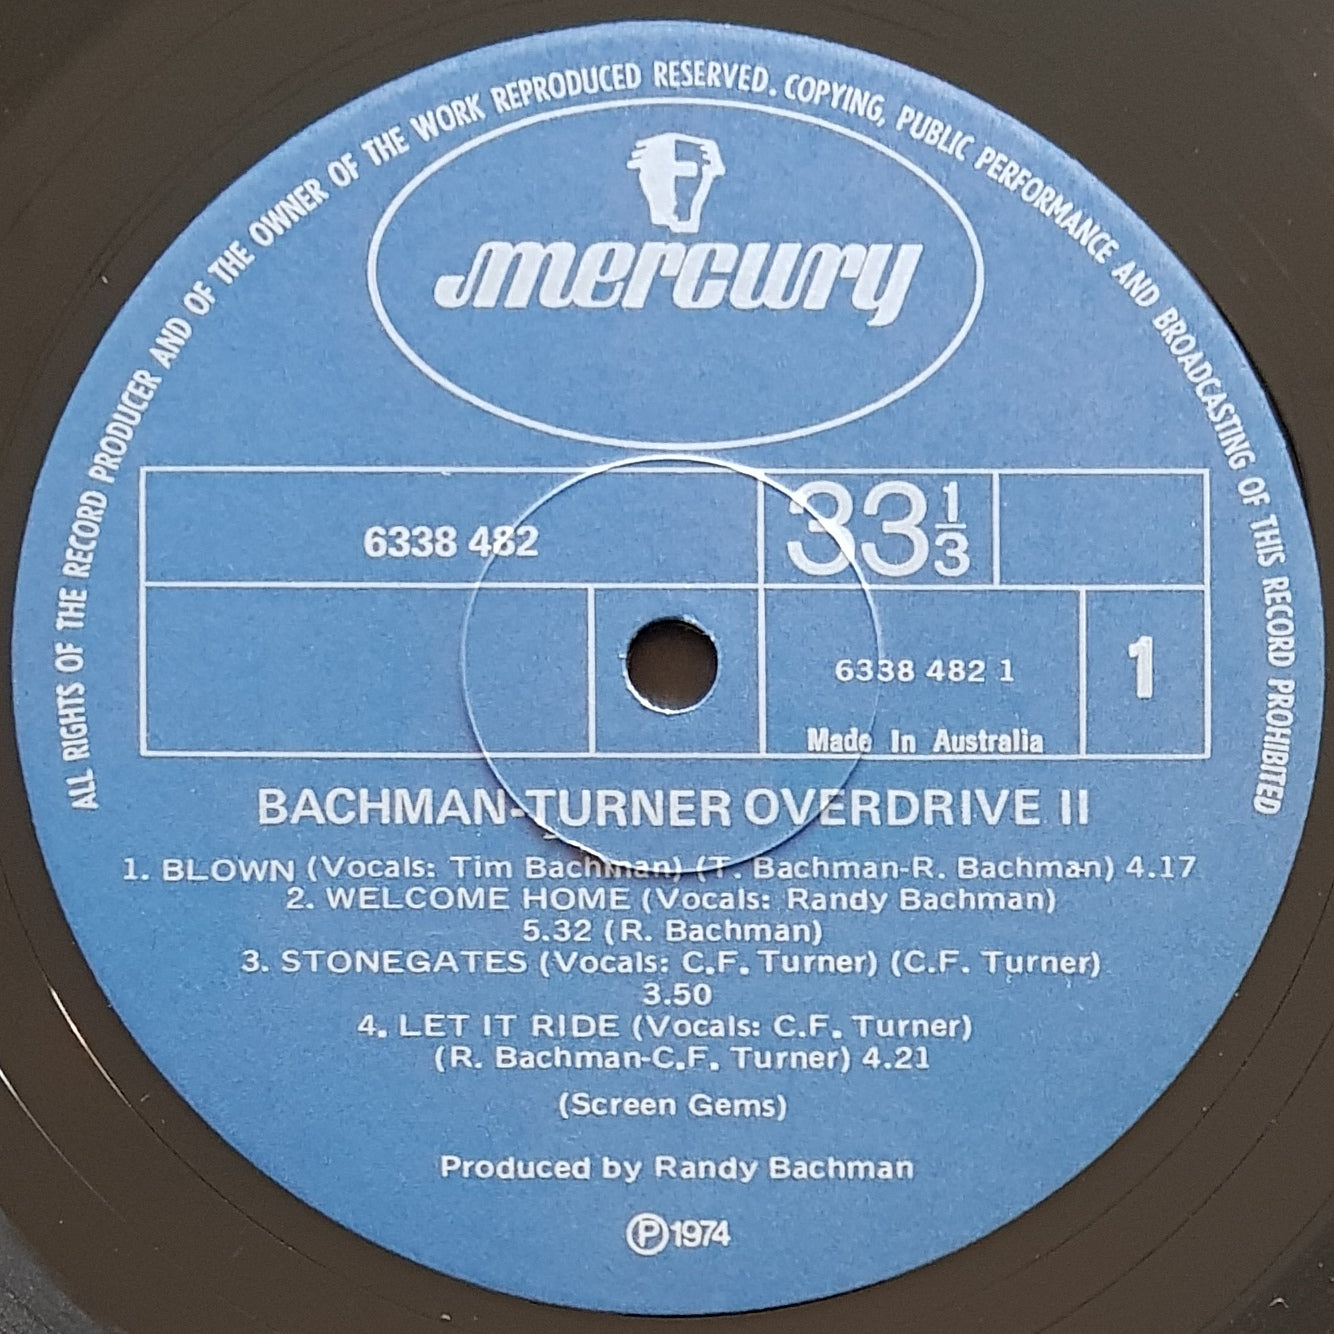 ALL RIGHTS OF THE RECORD PRODUCER AND OF THE OWNER OF THE WORK REPRODUCED RESERVED. COPYING, PUBLIC PERFORMANCE AND BROADCASTING OF THIS RECORD PROHIBITED
mercury
6338 482
33 1/3
6338 482 1
1
Made In Australia
BACHMAN-TURNER OVERDRIVE II
1. BLOWN (Vocals: Tim Bachman) (T. Bachman-R. Bachman) 4.17
2. WELCOME HOME (Vocals: Randy Bachman)
5.32 (R. Bachman)
3. STONEGATES (Vocals: C.F. Turner) (C.F. Turner)
3.50
4. LET IT RIDE (Vocals: C.F. Turner)
(R. Bachman-C.F. Turner) 4.21
(Screen Gems)
Produced by Randy Bachman
Ⓟ1974